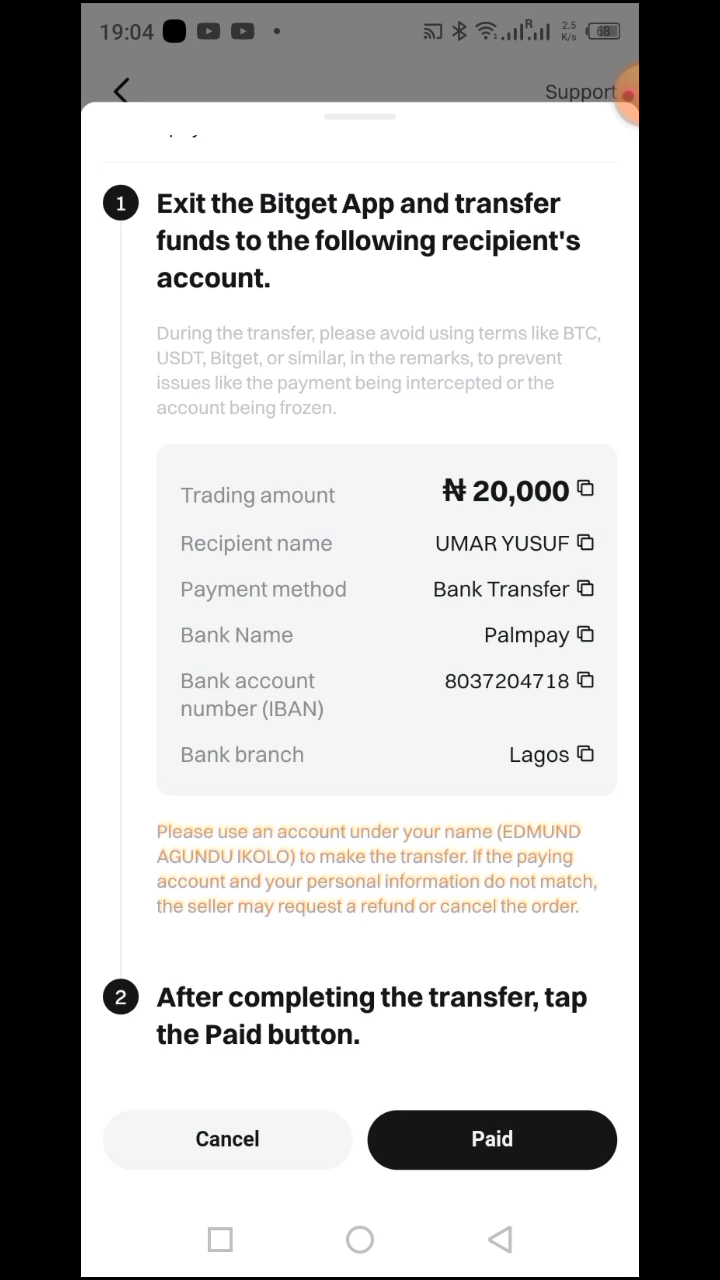 19:04
R
2.5
K/s
68
Support
1
Exit the Bitget App and transfer
funds to the following recipient's
account.
During the transfer, please avoid using terms like BTC,
USDT, Bitget, or similar, in the remarks, to prevent
issues like the payment being intercepted or the
account being frozen.
Trading amount ₦ 20,000
Recipient name UMAR YUSUF
Payment method Bank Transfer
Bank Name Palmpay
Bank account 8037204718
number (IBAN)
Bank branch Lagos
Please use an account under your name (EDMUND
AGUNDU IKOLO) to make the transfer. If the paying
account and your personal information do not match,
the seller may request a refund or cancel the order.
2
After completing the transfer, tap
the Paid button.
Cancel Paid